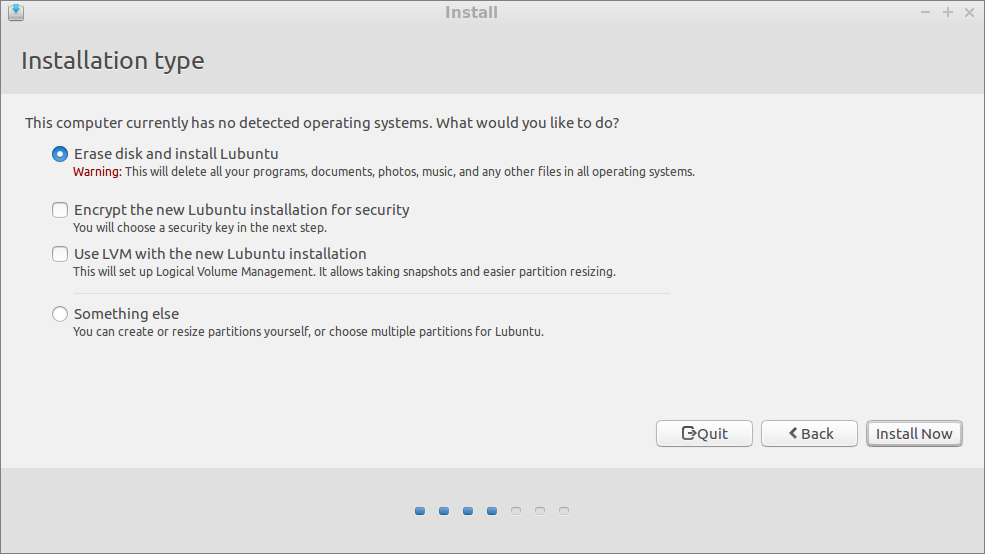 Install
Installation type
This computer currently has no detected operating systems. What would you like to do?
Erase disk and install Lubuntu
Warning: This will delete all your programs, documents, photos, music, and any other files in all operating systems.
Encrypt the new Lubuntu installation for security
You will choose a security key in the next step.
Use LVM with the new Lubuntu installation
This will set up Logical Volume Management. It allows taking snapshots and easier partition resizing.
Something else
You can create or resize partitions yourself, or choose multiple partitions for Lubuntu.
Quit Back Install Now